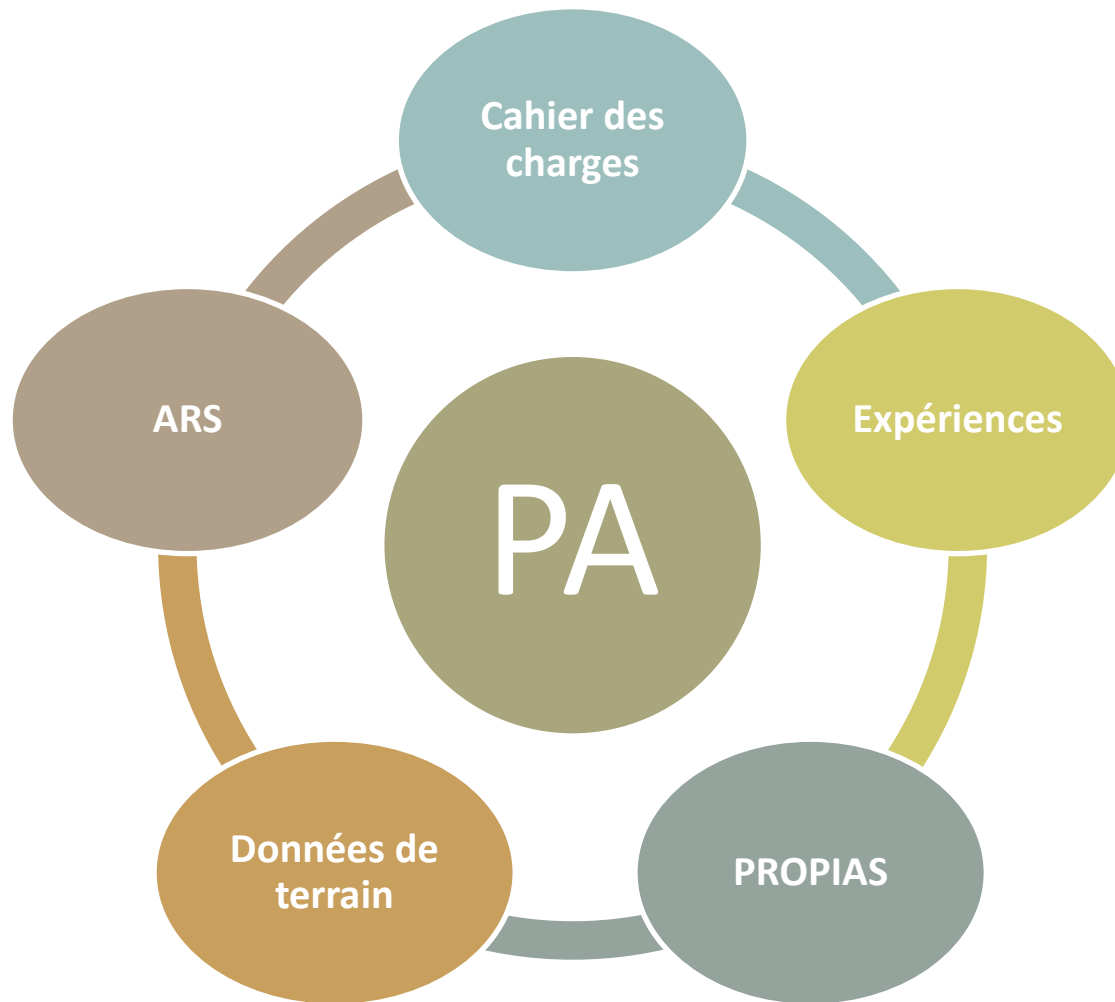 Cahier des
charges
ARS
Expériences
PA
Données de
terrain
PROPIAS